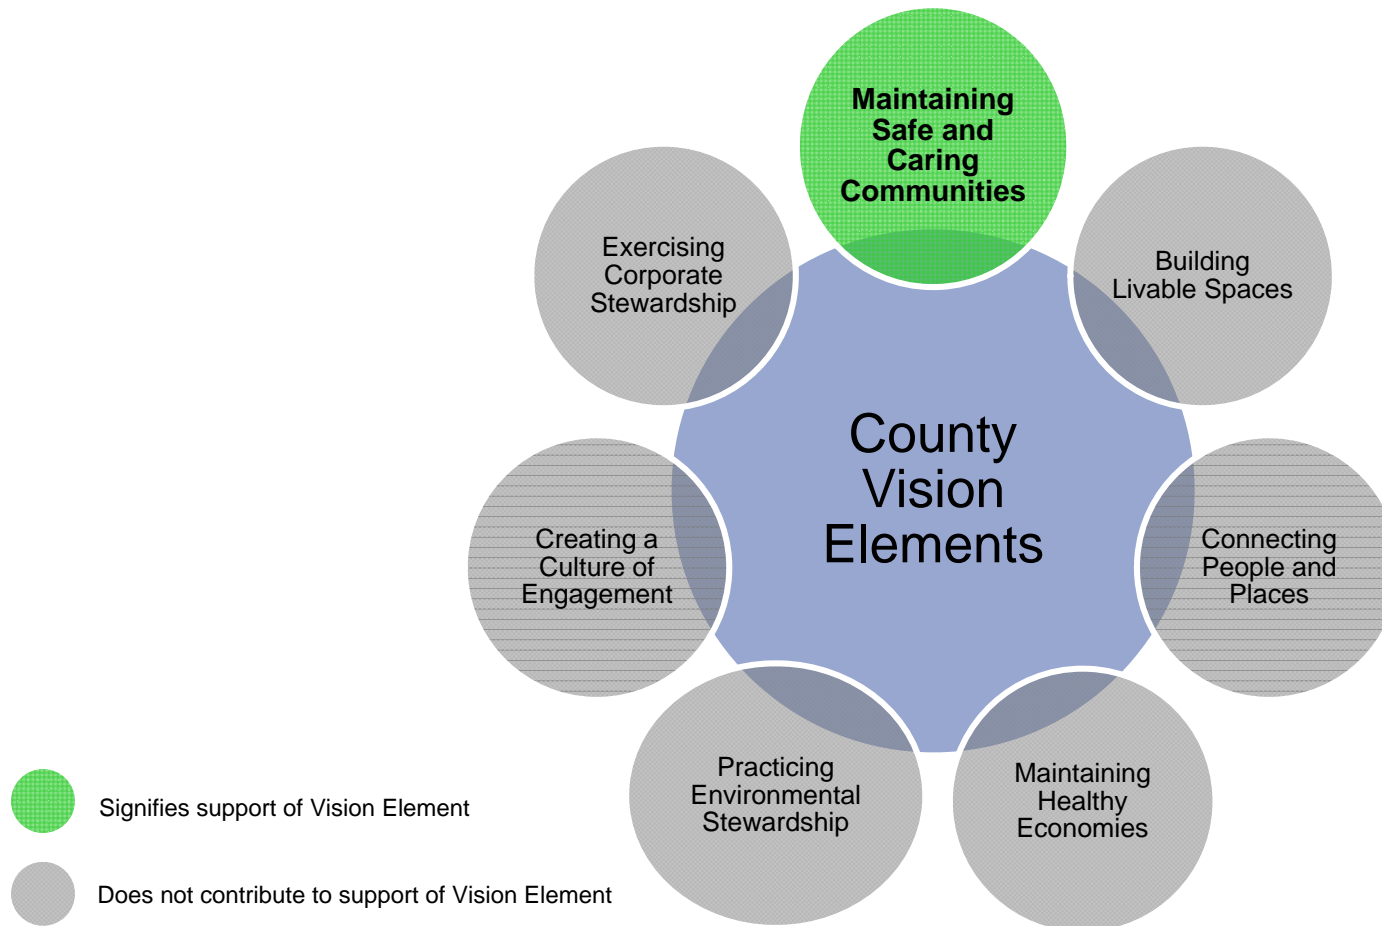 Maintaining
Safe and
Caring
Communities
Exercising
Corporate
Stewardship
Building
Livable Spaces
County
Vision
Elements
Creating a
Culture of
Engagement
Connecting
People and
Places
Practicing
Environmental
Stewardship
Maintaining
Healthy
Economies
Signifies support of Vision Element
Does not contribute to support of Vision Element